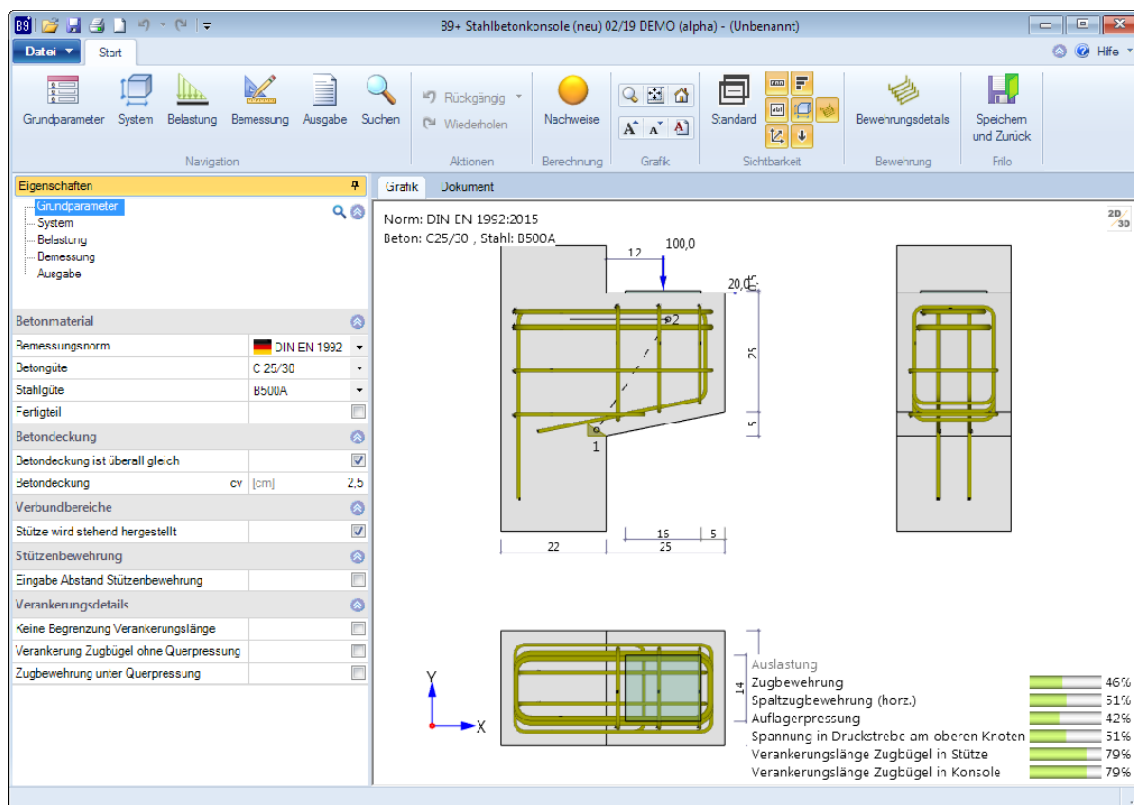 B9+ Stahlbetonkonsole (neu) 02/19 DEMO (alpha) - (Unbenannt)
Datei Start Hilfe
Grundparameter System Belastung Bemessung Ausgabe Suchen
Rückgängig
Wiederholen
Nachweise
Standard
Bewehrungsdetails
Speichern
und Zurück
Navigation Aktionen Berechnung Grafik Sichtbarkeit Bewehrung Frilo
Eigenschaften
Grundparameter
System
Belastung
Bemessung
Ausgabe
Betonmaterial
Bemessungsnorm DIN EN 1992
Betongüte C 25/30
Stahlgüte B500A
Fertigteil
Betondeckung
Betondeckung ist überall gleich
Betondeckung cv [cm] 2,5
Verbundbereiche
Stütze wird stehend hergestellt
Stützenbewehrung
Eingabe Abstand Stützenbewehrung
Verankerungsdetails
Keine Begrenzung Verankerungslänge
Verankerung Zugbügel ohne Querpressung
Zugbewehrung unter Querpressung
Grafik Dokument
Norm: DIN EN 1992:2015
Beton: C25/30 , Stahl: B500A
2D/3D
12
100,0
20,0
2
25
5
1
16 5
22 25
14
Y
X
Auslastung
Zugbewehrung 46%
Spaltzugbewehrung (horz.) 51%
Auflagerpressung 42%
Spannung in Druckstrebe am oberen Knoten 51%
Verankerungslänge Zugbügel in Stütze 79%
Verankerungslänge Zugbügel in Konsole 79%